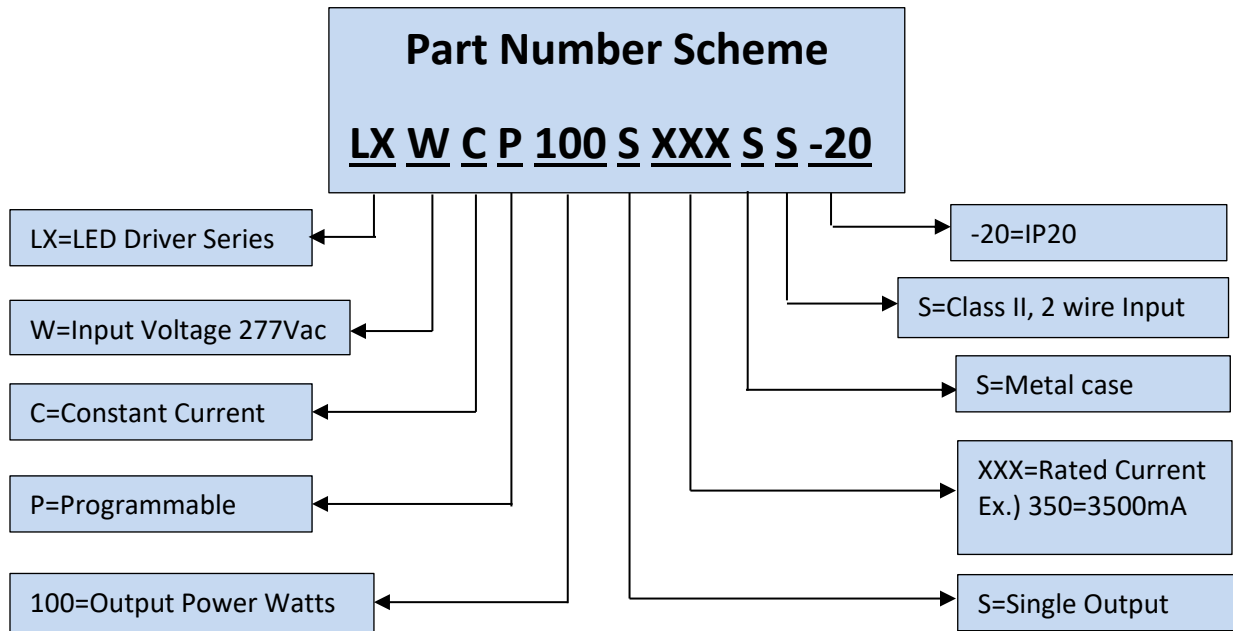 Part Number Scheme
LX W C P 100 S XXX S S -20
LX=LED Driver Series
W=Input Voltage 277Vac
C=Constant Current
P=Programmable
100=Output Power Watts
-20=IP20
S=Class II, 2 wire Input
S=Metal case
XXX=Rated Current
Ex.) 350=3500mA
S=Single Output